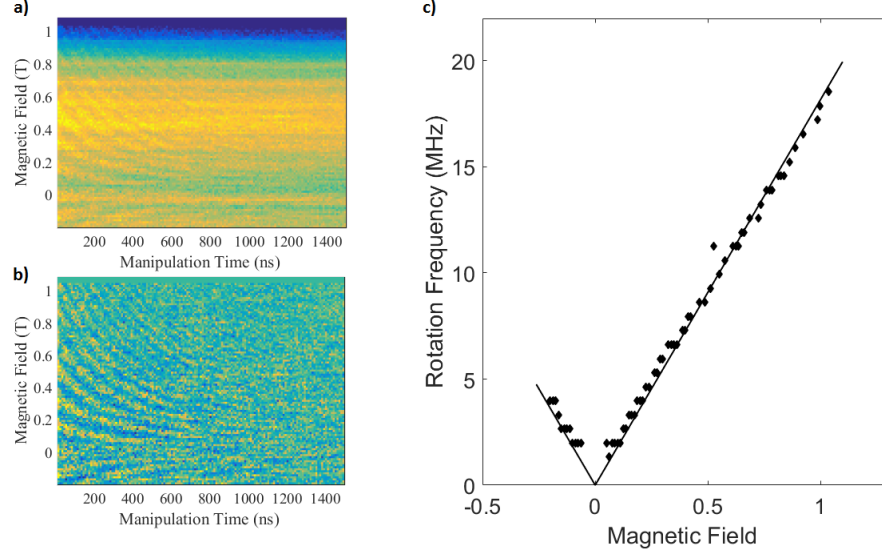 a)
1
0.8
0.6
0.4
0.2
0
Magnetic Field (T)
200 400 600 800 1000 1200 1400
Manipulation Time (ns)
b)
1
0.8
0.6
0.4
0.2
0
Magnetic Field (T)
200 400 600 800 1000 1200 1400
Manipulation Time (ns)
c)
20
15
10
5
0
Rotation Frequency (MHz)
-0.5 0 0.5 1
Magnetic Field